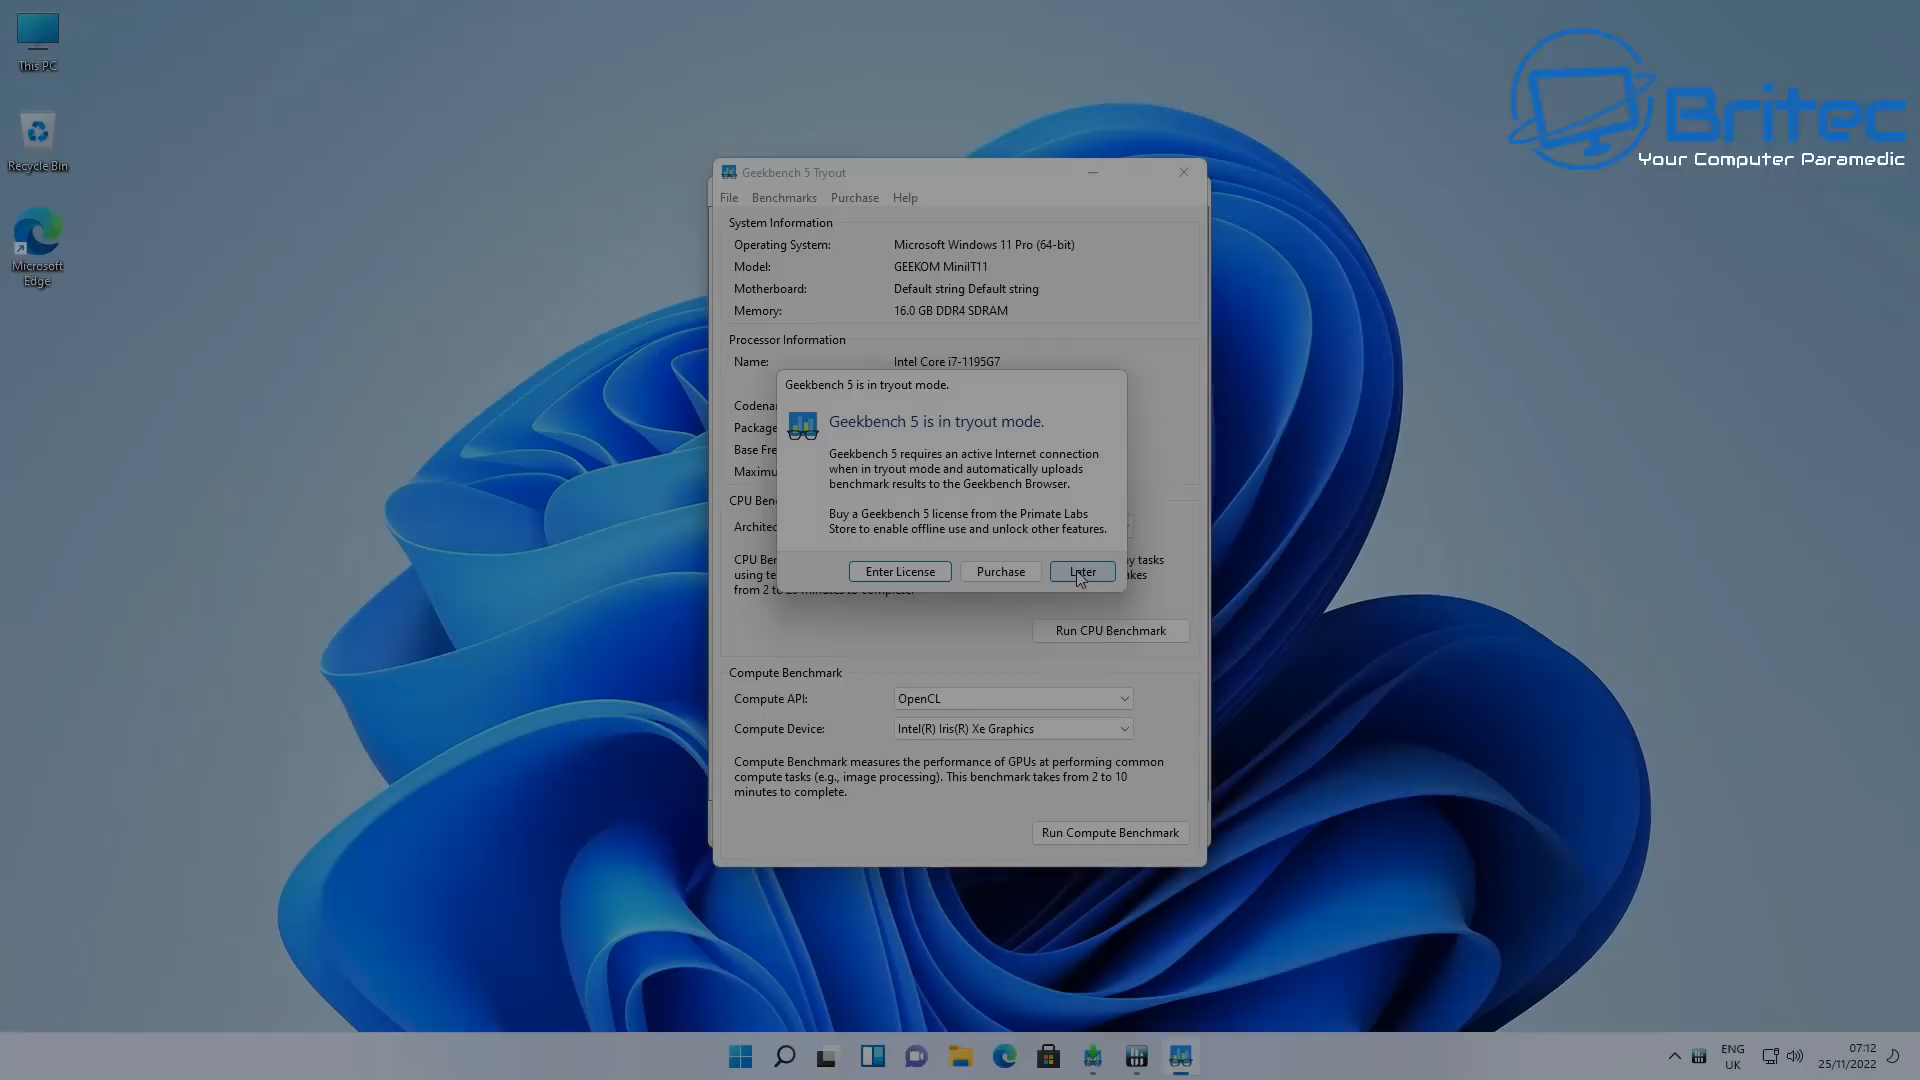 This PC
Recycle Bin
Microsoft
Edge
Britec
Your Computer Paramedic
Geekbench 5 Tryout
File Benchmarks Purchase Help
System Information
Operating System: Microsoft Windows 11 Pro (64-bit)
Model: GEEKOM MiniIT11
Motherboard: Default string Default string
Memory: 16.0 GB DDR4 SDRAM
Processor Information
Name: Intel Core i7-1195G7
Codena
Package
Base Fre
Maximu
CPU Ben
Architec
CPU Ber
y tasks
using te
akes
from 2 to
Geekbench 5 is in tryout mode.
Geekbench 5 is in tryout mode.
Geekbench 5 requires an active Internet connection
when in tryout mode and automatically uploads
benchmark results to the Geekbench Browser.
Buy a Geekbench 5 license from the Primate Labs
Store to enable offline use and unlock other features.
Enter License Purchase Later
Run CPU Benchmark
Compute Benchmark
Compute API: OpenCL
Compute Device: Intel(R) Iris(R) Xe Graphics
Compute Benchmark measures the performance of GPUs at performing common
compute tasks (e.g., image processing). This benchmark takes from 2 to 10
minutes to complete.
Run Compute Benchmark
ENG
UK
07:12
25/11/2022